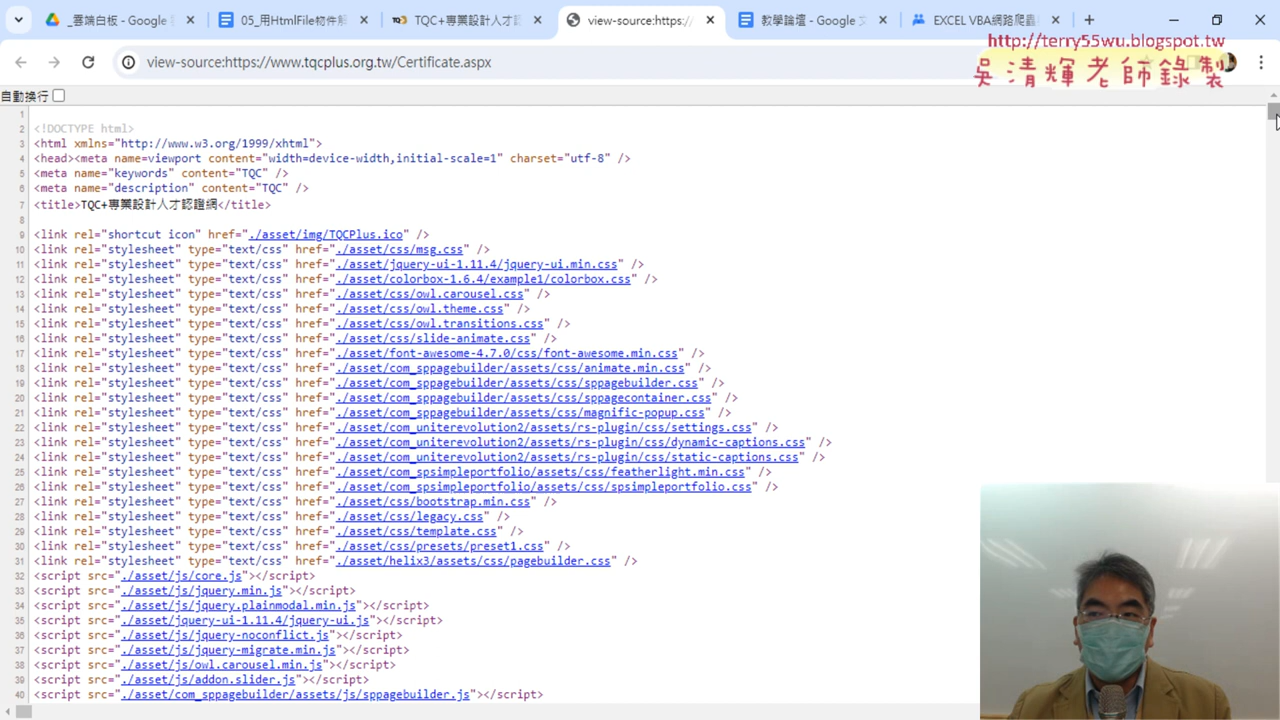 _雲端白板 - Google
05_用HtmlFile物件解
TQC+專業設計人才認
view-source:https:/
教學論壇 - Google 文
EXCEL VBA網路爬蟲
http://terry55wu.blogspot.tw
view-source:https://www.tqcplus.org.tw/Certificate.aspx
吳清輝老師錄製
自動換行
1
2 <!DOCTYPE html>
3 <html xmlns="http://www.w3.org/1999/xhtml">
4 <head><meta name=viewport content="width=device-width,initial-scale=1" charset="utf-8" />
5 <meta name="keywords" content="TQC" />
6 <meta name="description" content="TQC" />
7 <title>TQC+專業設計人才認證網</title>
8
9 <link rel="shortcut icon" href="./asset/img/TQCPlus.ico" />
10 <link rel="stylesheet" type="text/css" href="./asset/css/msg.css" />
11 <link rel="stylesheet" type="text/css" href="./asset/jquery-ui-1.11.4/jquery-ui.min.css" />
12 <link rel="stylesheet" type="text/css" href="./asset/colorbox-1.6.4/example1/colorbox.css" />
13 <link rel="stylesheet" type="text/css" href="./asset/css/owl.carousel.css" />
14 <link rel="stylesheet" type="text/css" href="./asset/css/owl.theme.css" />
15 <link rel="stylesheet" type="text/css" href="./asset/css/owl.transitions.css" />
16 <link rel="stylesheet" type="text/css" href="./asset/css/slide-animate.css" />
17 <link rel="stylesheet" type="text/css" href="./asset/font-awesome-4.7.0/css/font-awesome.min.css" />
18 <link rel="stylesheet" type="text/css" href="./asset/com_sppagebuilder/assets/css/animate.min.css" />
19 <link rel="stylesheet" type="text/css" href="./asset/com_sppagebuilder/assets/css/sppagebuilder.css" />
20 <link rel="stylesheet" type="text/css" href="./asset/com_sppagebuilder/assets/css/sppagecontainer.css" />
21 <link rel="stylesheet" type="text/css" href="./asset/com_sppagebuilder/assets/css/magnific-popup.css" />
22 <link rel="stylesheet" type="text/css" href="./asset/com_uniterevolution2/assets/rs-plugin/css/settings.css" />
23 <link rel="stylesheet" type="text/css" href="./asset/com_uniterevolution2/assets/rs-plugin/css/dynamic-captions.css" />
24 <link rel="stylesheet" type="text/css" href="./asset/com_uniterevolution2/assets/rs-plugin/css/static-captions.css" />
25 <link rel="stylesheet" type="text/css" href="./asset/com_spsimpleportfolio/assets/css/featherlight.min.css" />
26 <link rel="stylesheet" type="text/css" href="./asset/com_spsimpleportfolio/assets/css/spsimpleportfolio.css" />
27 <link rel="stylesheet" type="text/css" href="./asset/css/bootstrap.min.css" />
28 <link rel="stylesheet" type="text/css" href="./asset/css/legacy.css" />
29 <link rel="stylesheet" type="text/css" href="./asset/css/template.css" />
30 <link rel="stylesheet" type="text/css" href="./asset/css/presets/preset1.css" />
31 <link rel="stylesheet" type="text/css" href="./asset/helix3/assets/css/pagebuilder.css" />
32 <script src="./asset/js/core.js"></script>
33 <script src="./asset/js/jquery.min.js"></script>
34 <script src="./asset/js/jquery.plainmodal.min.js"></script>
35 <script src="./asset/jquery-ui-1.11.4/jquery-ui.js"></script>
36 <script src="./asset/js/jquery-noconflict.js"></script>
37 <script src="./asset/js/jquery-migrate.min.js"></script>
38 <script src="./asset/js/owl.carousel.min.js"></script>
39 <script src="./asset/js/addon.slider.js"></script>
40 <script src="./asset/com_sppagebuilder/assets/js/sppagebuilder.js"></script>